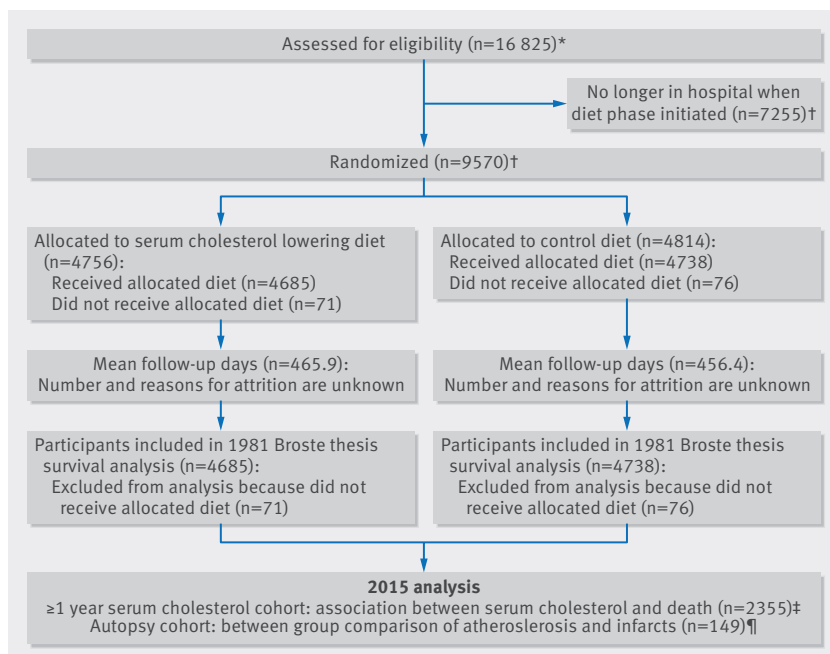 Assessed for eligibility (n=16 825)*
No longer in hospital when
diet phase initiated (n=7255)†
Randomized (n=9570)†
Allocated to serum cholesterol lowering diet
(n=4756):
Received allocated diet (n=4685)
Did not receive allocated diet (n=71)
Allocated to control diet (n=4814):
Received allocated diet (n=4738)
Did not receive allocated diet (n=76)
Mean follow-up days (n=465.9):
Number and reasons for attrition are unknown
Mean follow-up days (n=456.4):
Number and reasons for attrition are unknown
Participants included in 1981 Broste thesis
survival analysis (n=4685):
Excluded from analysis because did not
receive allocated diet (n=71)
Participants included in 1981 Broste thesis
survival analysis (n=4738):
Excluded from analysis because did not
receive allocated diet (n=76)
2015 analysis
≥1 year serum cholesterol cohort: association between serum cholesterol and death (n=2355)‡
Autopsy cohort: between group comparison of atheroslerosis and infarcts (n=149)¶